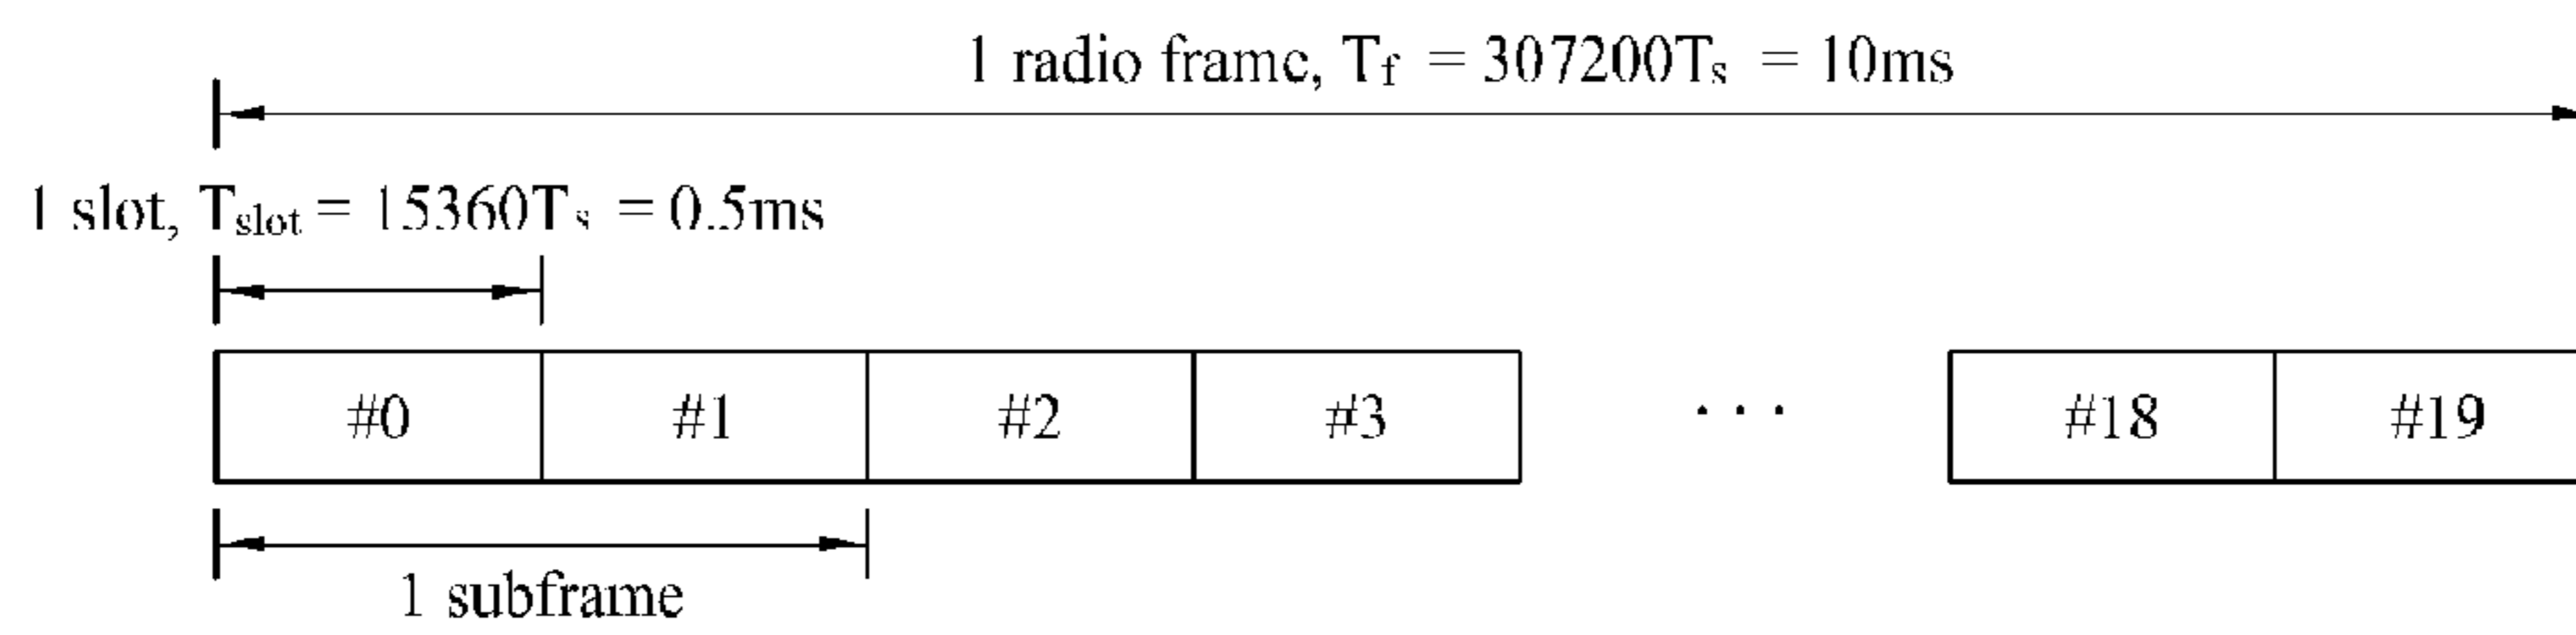 1 radio frame, Tf = 307200Ts = 10ms
1 slot, Tslot = 15360Ts = 0.5ms
#0 #1 #2 #3 ··· #18 #19
1 subframe